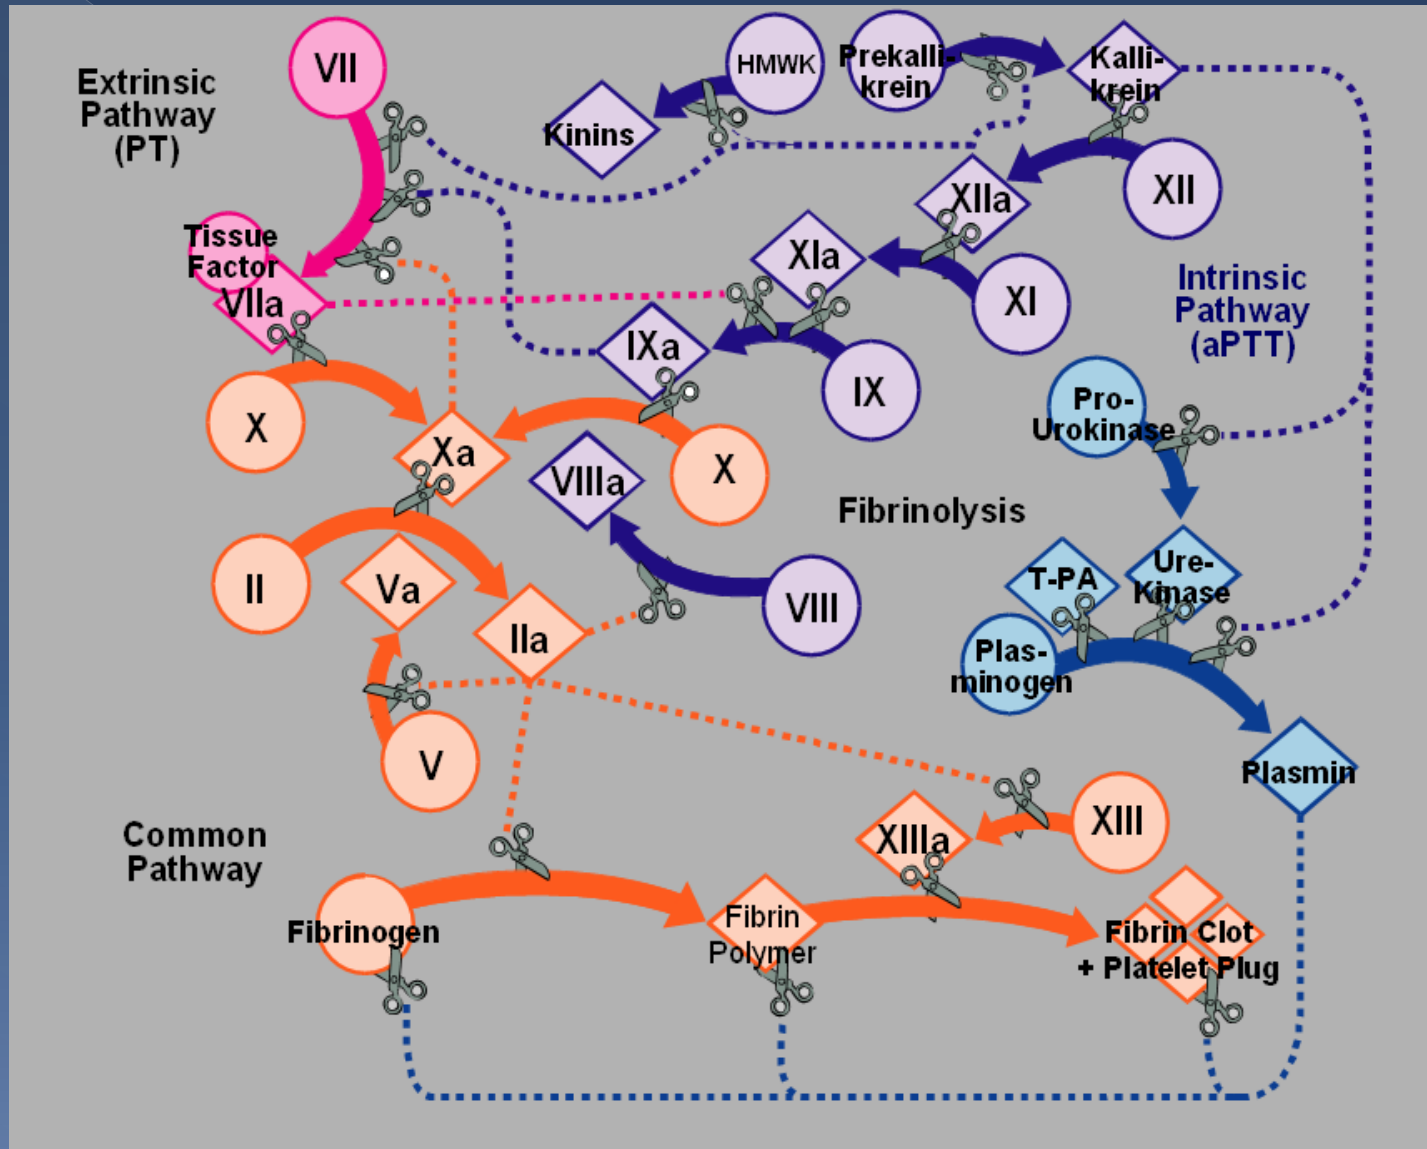 Extrinsic
Pathway
(PT)
VII
HMWK
Prekalli-
krein
Kalli-
krein
Kinins
XII
XIIa
Tissue
Factor
VIIa
XIa
XI
Intrinsic
Pathway
(aPTT)
IXa
IX
X
Xa
X
Pro-
Urokinase
VIIIa
Fibrinolysis
II
Va
IIa
VIII
T-PA
Ure-
Kinase
Plas-
minogen
V
Plasmin
Common
Pathway
XIIIa
XIII
Fibrinogen
Fibrin
Polymer
Fibrin Clot
+ Platelet Plug